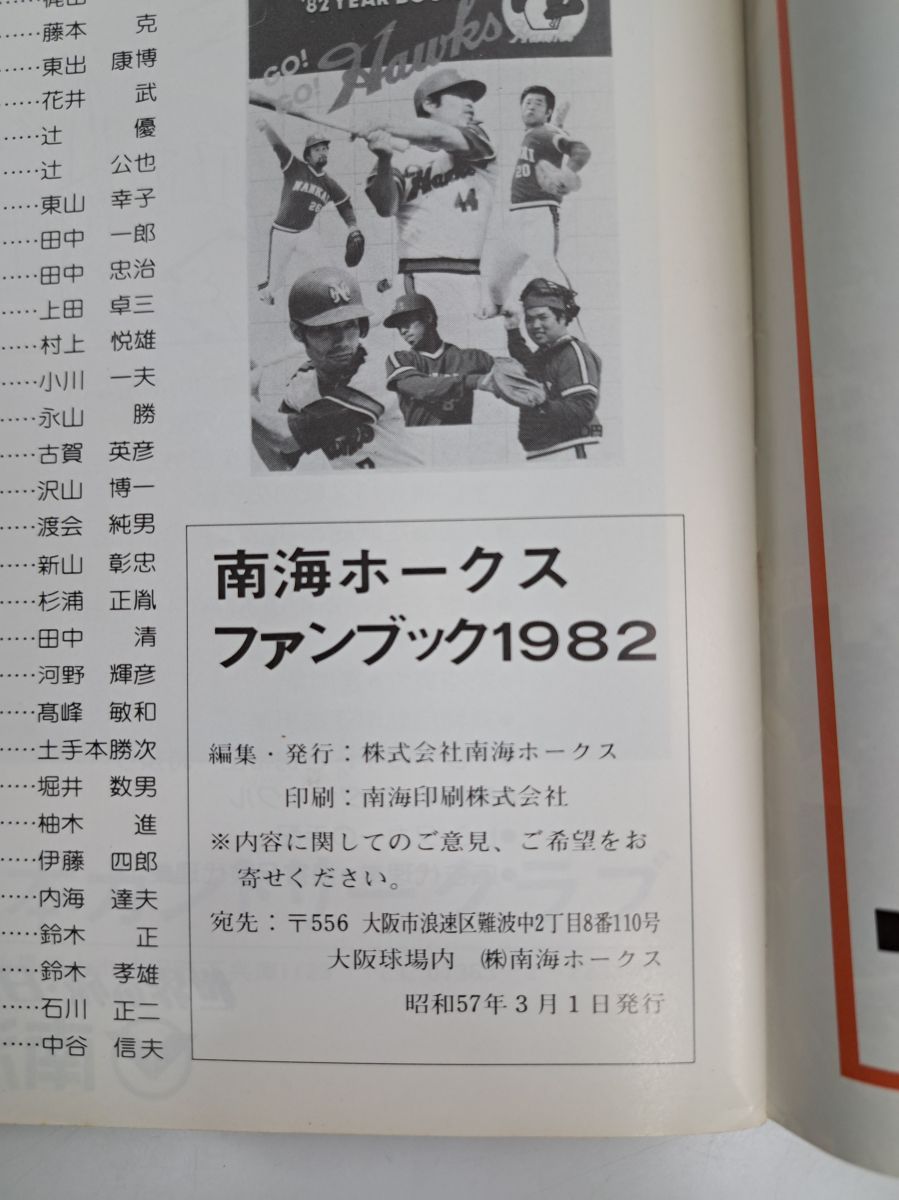 藤本 克
東出 康博
花井 武
辻 優
辻 公也
東山 幸子
田中 一郎
田中 忠治
上田 卓三
村上 悦雄
小川 一夫
永山 勝
古賀 英彦
沢山 博一
渡会 純男
新山 彰忠
杉浦 正胤
田中 清
河野 輝彦
髙峰 敏和
土手本勝次
堀井 数男
柚木 進
伊藤 四郎
内海 達夫
鈴木 正
鈴木 孝雄
石川 正二
中谷 信夫
'82 YEAR BO
GO! GO! Hawks
NANKAI
26
Hawks
44
20
円
南海ホークス
ファンブック1982
編集・発行：株式会社南海ホークス
印刷：南海印刷株式会社
※内容に関してのご意見、ご希望をお
寄せください。
宛先：〒556 大阪市浪速区難波中2丁目8番110号
大阪球場内 ㈱南海ホークス
昭和57年3月1日発行